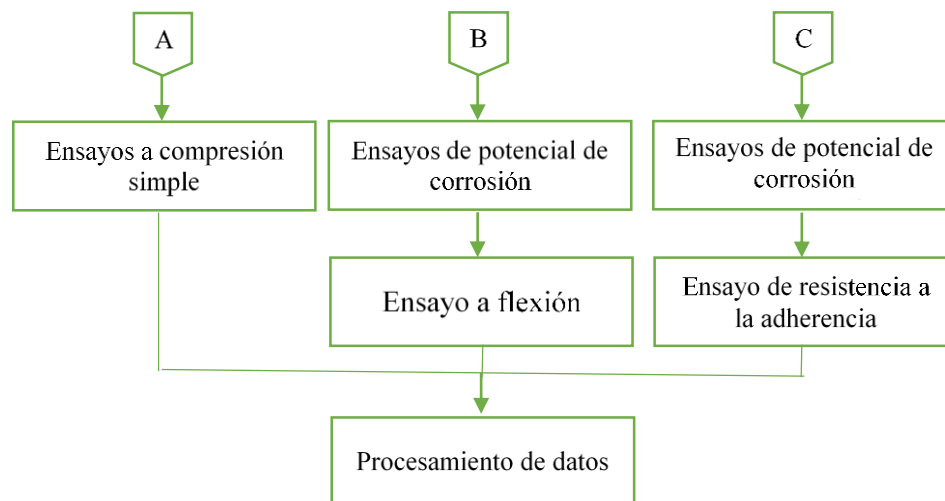 A
B
C
Ensayos a compresión
simple
Ensayos de potencial de
corrosión
Ensayos de potencial de
corrosión
Ensayo a flexión
Ensayo de resistencia a
la adherencia
Procesamiento de datos